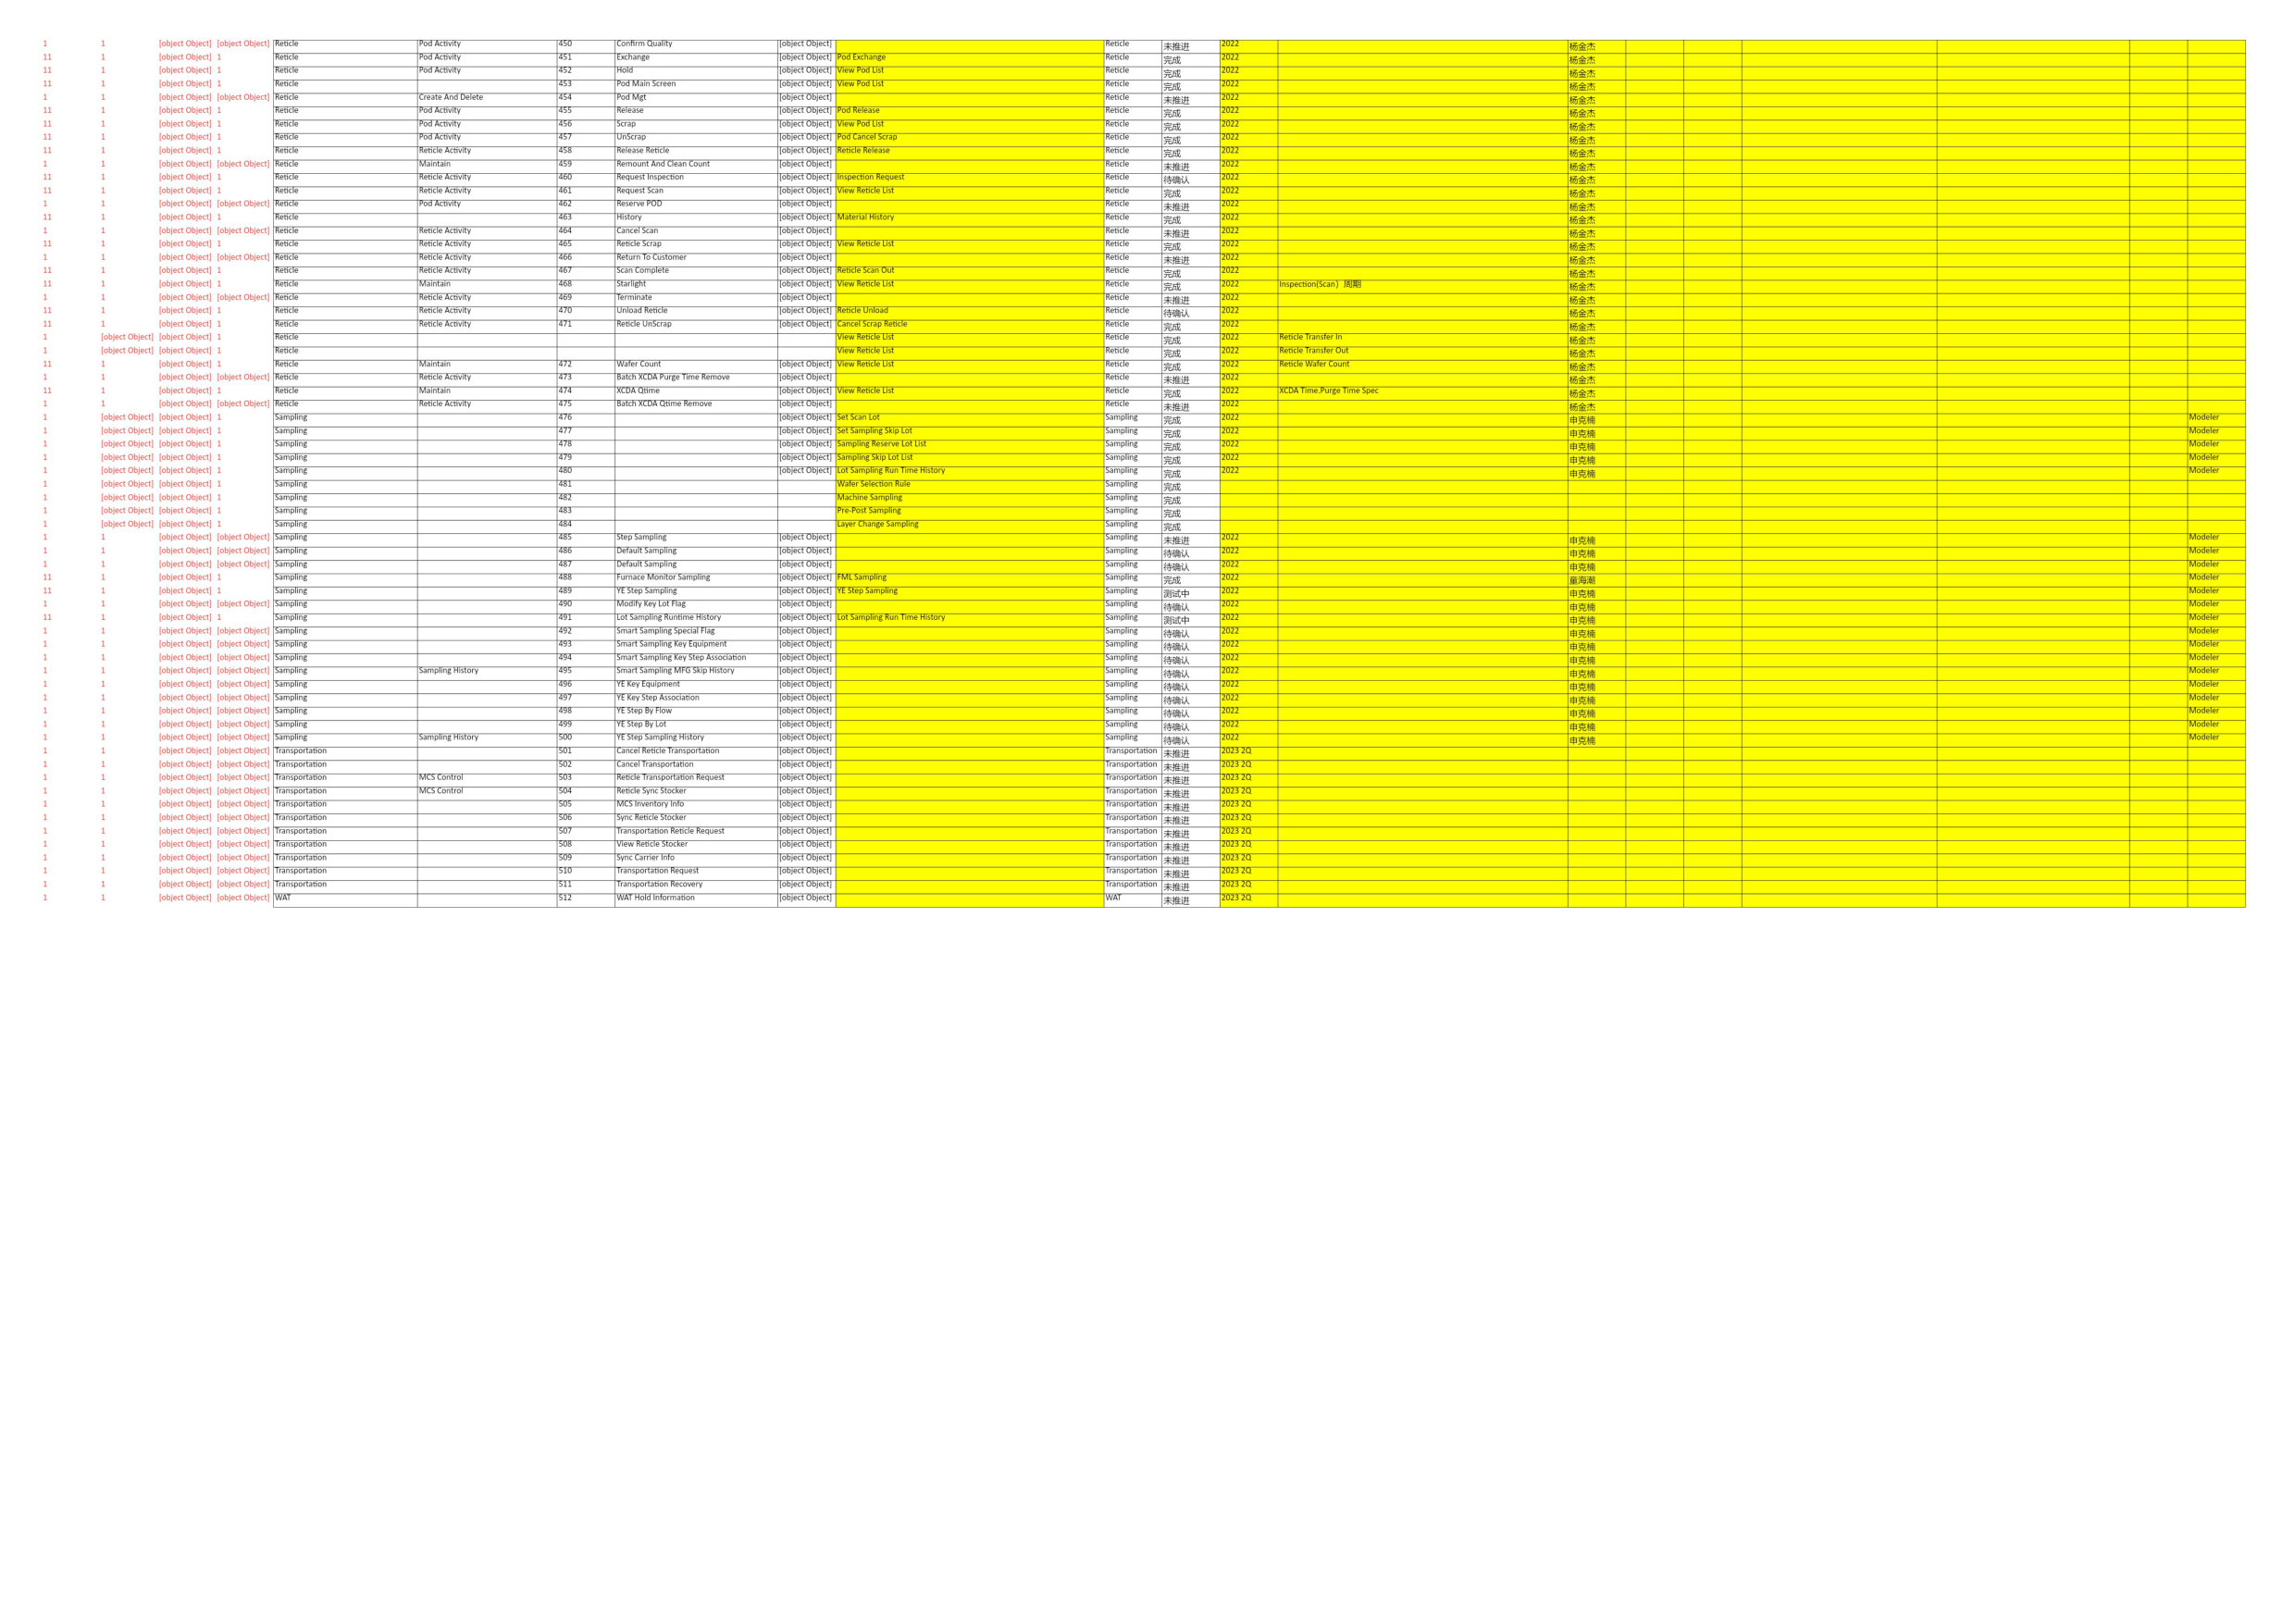 1 1 [object Object] [object Object] Reticle Pod Activity 450 Confirm Quality [object Object] Reticle 未推进 2022 杨金杰
11 1 [object Object] 1 Reticle Pod Activity 451 Exchange [object Object] Pod Exchange Reticle 完成 2022 杨金杰
11 1 [object Object] 1 Reticle Pod Activity 452 Hold [object Object] View Pod List Reticle 完成 2022 杨金杰
11 1 [object Object] 1 Reticle 453 Pod Main Screen [object Object] View Pod List Reticle 完成 2022 杨金杰
1 1 [object Object] [object Object] Reticle Create And Delete 454 Pod Mgt [object Object] Reticle 未推进 2022 杨金杰
11 1 [object Object] 1 Reticle Pod Activity 455 Release [object Object] Pod Release Reticle 完成 2022 杨金杰
11 1 [object Object] 1 Reticle Pod Activity 456 Scrap [object Object] View Pod List Reticle 完成 2022 杨金杰
11 1 [object Object] 1 Reticle Pod Activity 457 UnScrap [object Object] Pod Cancel Scrap Reticle 完成 2022 杨金杰
11 1 [object Object] 1 Reticle Reticle Activity 458 Release Reticle [object Object] Reticle Release Reticle 完成 2022 杨金杰
1 1 [object Object] [object Object] Reticle Maintain 459 Remount And Clean Count [object Object] Reticle 未推进 2022 杨金杰
11 1 [object Object] 1 Reticle Reticle Activity 460 Request Inspection [object Object] Inspection Request Reticle 待确认 2022 杨金杰
11 1 [object Object] 1 Reticle Reticle Activity 461 Request Scan [object Object] View Reticle List Reticle 完成 2022 杨金杰
1 1 [object Object] [object Object] Reticle Pod Activity 462 Reserve POD [object Object] Reticle 未推进 2022 杨金杰
11 1 [object Object] 1 Reticle 463 History [object Object] Material History Reticle 完成 2022 杨金杰
1 1 [object Object] [object Object] Reticle Reticle Activity 464 Cancel Scan [object Object] Reticle 未推进 2022 杨金杰
11 1 [object Object] 1 Reticle Reticle Activity 465 Reticle Scrap [object Object] View Reticle List Reticle 完成 2022 杨金杰
1 1 [object Object] [object Object] Reticle Reticle Activity 466 Return To Customer [object Object] Reticle 未推进 2022 杨金杰
11 1 [object Object] 1 Reticle Reticle Activity 467 Scan Complete [object Object] Reticle Scan Out Reticle 完成 2022 杨金杰
11 1 [object Object] 1 Reticle Maintain 468 Starlight [object Object] View Reticle List Reticle 完成 2022 Inspection(Scan）周期 杨金杰
1 1 [object Object] [object Object] Reticle Reticle Activity 469 Terminate [object Object] Reticle 未推进 2022 杨金杰
11 1 [object Object] 1 Reticle Reticle Activity 470 Unload Reticle [object Object] Reticle Unload Reticle 待确认 2022 杨金杰
11 1 [object Object] 1 Reticle Reticle Activity 471 Reticle UnScrap [object Object] Cancel Scrap Reticle Reticle 完成 2022 杨金杰
1 [object Object] [object Object] 1 Reticle View Reticle List Reticle 完成 2022 Reticle Transfer In 杨金杰
1 [object Object] [object Object] 1 Reticle View Reticle List Reticle 完成 2022 Reticle Transfer Out 杨金杰
11 1 [object Object] 1 Reticle Maintain 472 Wafer Count [object Object] View Reticle List Reticle 完成 2022 Reticle Wafer Count 杨金杰
1 1 [object Object] [object Object] Reticle Reticle Activity 473 Batch XCDA Purge Time Remove [object Object] Reticle 未推进 2022 杨金杰
11 1 [object Object] 1 Reticle Maintain 474 XCDA Qtime [object Object] View Reticle List Reticle 完成 2022 XCDA Time,Purge Time Spec 杨金杰
1 1 [object Object] [object Object] Reticle Reticle Activity 475 Batch XCDA Qtime Remove [object Object] Reticle 未推进 2022 杨金杰
1 [object Object] [object Object] 1 Sampling 476 [object Object] Set Scan Lot Sampling 完成 2022 申克楠 Modeler
1 [object Object] [object Object] 1 Sampling 477 [object Object] Set Sampling Skip Lot Sampling 完成 2022 申克楠 Modeler
1 [object Object] [object Object] 1 Sampling 478 [object Object] Sampling Reserve Lot List Sampling 完成 2022 申克楠 Modeler
1 [object Object] [object Object] 1 Sampling 479 [object Object] Sampling Skip Lot List Sampling 完成 2022 申克楠 Modeler
1 [object Object] [object Object] 1 Sampling 480 [object Object] Lot Sampling Run Time History Sampling 完成 2022 申克楠 Modeler
1 [object Object] [object Object] 1 Sampling 481 Wafer Selection Rule Sampling 完成
1 [object Object] [object Object] 1 Sampling 482 Machine Sampling Sampling 完成
1 [object Object] [object Object] 1 Sampling 483 Pre-Post Sampling Sampling 完成
1 [object Object] [object Object] 1 Sampling 484 Layer Change Sampling Sampling 完成
1 1 [object Object] [object Object] Sampling 485 Step Sampling [object Object] Sampling 未推进 2022 申克楠 Modeler
1 1 [object Object] [object Object] Sampling 486 Default Sampling [object Object] Sampling 待确认 2022 申克楠 Modeler
1 1 [object Object] [object Object] Sampling 487 Default Sampling [object Object] Sampling 待确认 2022 申克楠 Modeler
11 1 [object Object] 1 Sampling 488 Furnace Monitor Sampling [object Object] FML Sampling Sampling 完成 2022 童海潮 Modeler
11 1 [object Object] 1 Sampling 489 YE Step Sampling [object Object] YE Step Sampling Sampling 测试中 2022 申克楠 Modeler
1 1 [object Object] [object Object] Sampling 490 Modify Key Lot Flag [object Object] Sampling 待确认 2022 申克楠 Modeler
11 1 [object Object] 1 Sampling 491 Lot Sampling Runtime History [object Object] Lot Sampling Run Time History Sampling 测试中 2022 申克楠 Modeler
1 1 [object Object] [object Object] Sampling 492 Smart Sampling Special Flag [object Object] Sampling 待确认 2022 申克楠 Modeler
1 1 [object Object] [object Object] Sampling 493 Smart Sampling Key Equipment [object Object] Sampling 待确认 2022 申克楠 Modeler
1 1 [object Object] [object Object] Sampling 494 Smart Sampling Key Step Association [object Object] Sampling 待确认 2022 申克楠 Modeler
1 1 [object Object] [object Object] Sampling Sampling History 495 Smart Sampling MFG Skip History [object Object] Sampling 待确认 2022 申克楠 Modeler
1 1 [object Object] [object Object] Sampling 496 YE Key Equipment [object Object] Sampling 待确认 2022 申克楠 Modeler
1 1 [object Object] [object Object] Sampling 497 YE Key Step Association [object Object] Sampling 待确认 2022 申克楠 Modeler
1 1 [object Object] [object Object] Sampling 498 YE Step By Flow [object Object] Sampling 待确认 2022 申克楠 Modeler
1 1 [object Object] [object Object] Sampling 499 YE Step By Lot [object Object] Sampling 待确认 2022 申克楠 Modeler
1 1 [object Object] [object Object] Sampling Sampling History 500 YE Step Sampling History [object Object] Sampling 待确认 2022 申克楠 Modeler
1 1 [object Object] [object Object] Transportation 501 Cancel Reticle Transportation [object Object] Transportation 未推进 2023 2Q
1 1 [object Object] [object Object] Transportation 502 Cancel Transportation [object Object] Transportation 未推进 2023 2Q
1 1 [object Object] [object Object] Transportation MCS Control 503 Reticle Transportation Request [object Object] Transportation 未推进 2023 2Q
1 1 [object Object] [object Object] Transportation MCS Control 504 Reticle Sync Stocker [object Object] Transportation 未推进 2023 2Q
1 1 [object Object] [object Object] Transportation 505 MCS Inventory Info [object Object] Transportation 未推进 2023 2Q
1 1 [object Object] [object Object] Transportation 506 Sync Reticle Stocker [object Object] Transportation 未推进 2023 2Q
1 1 [object Object] [object Object] Transportation 507 Transportation Reticle Request [object Object] Transportation 未推进 2023 2Q
1 1 [object Object] [object Object] Transportation 508 View Reticle Stocker [object Object] Transportation 未推进 2023 2Q
1 1 [object Object] [object Object] Transportation 509 Sync Carrier Info [object Object] Transportation 未推进 2023 2Q
1 1 [object Object] [object Object] Transportation 510 Transportation Request [object Object] Transportation 未推进 2023 2Q
1 1 [object Object] [object Object] Transportation 511 Transportation Recovery [object Object] Transportation 未推进 2023 2Q
1 1 [object Object] [object Object] WAT 512 WAT Hold Information [object Object] WAT 未推进 2023 2Q